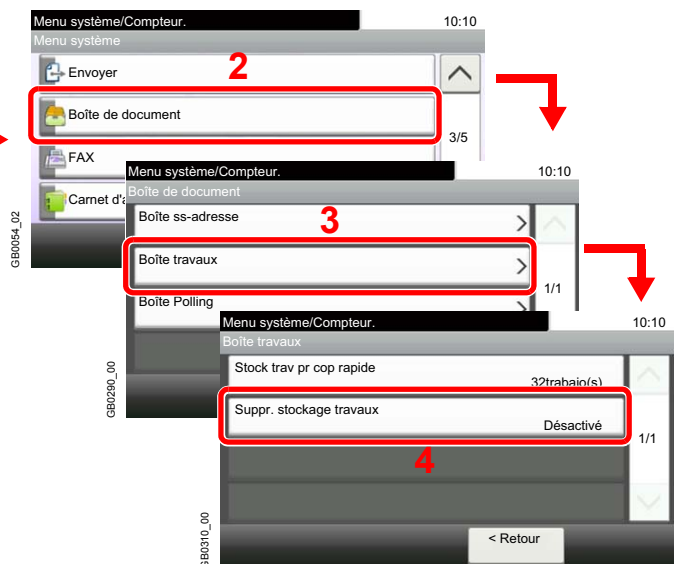 Menu système/Compteur. 10:10
Menu système
2
Envoyer
Boîte de document
3/5
FAX
Carnet d'a
GB0054_02
Menu système/Compteur. 10:10
Boîte de document
3
Boîte ss-adresse
Boîte travaux
1/1
Boîte Polling
GB0290_00
Menu système/Compteur. 10:10
Boîte travaux
Stock trav pr cop rapide
32trabajo(s)
Suppr. stockage travaux
Désactivé
1/1
4
< Retour
GB0310_00